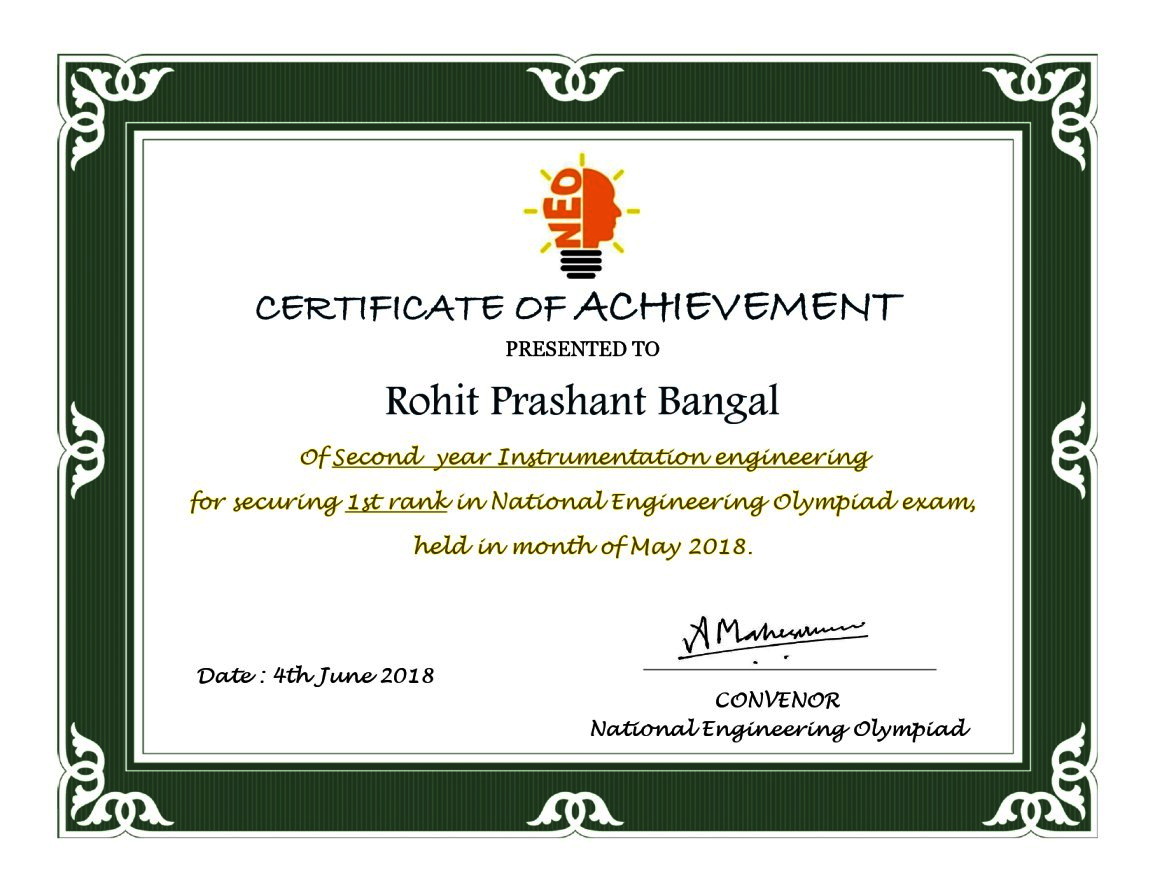 NEO
CERTIFICATE OF ACHIEVEMENT
PRESENTED TO
Rohit Prashant Bangal
Of Second year Instrumentation engineering
for securing 1st rank in National Engineering Olympiad exam,
held in month of May 2018.
Date : 4th June 2018
CONVENOR
National Engineering Olympiad